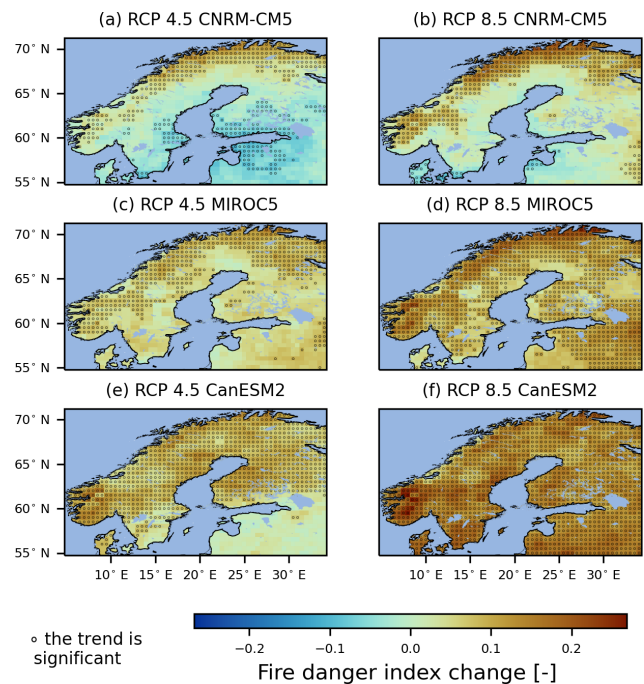 (a) RCP 4.5 CNRM-CM5
(b) RCP 8.5 CNRM-CM5
70° N
65° N
60° N
55° N
(c) RCP 4.5 MIROC5
(d) RCP 8.5 MIROC5
70° N
65° N
60° N
55° N
(e) RCP 4.5 CanESM2
(f) RCP 8.5 CanESM2
70° N
65° N
60° N
55° N
10° E 15° E 20° E 25° E 30° E
10° E 15° E 20° E 25° E 30° E
∘ the trend is
significant
−0.2 −0.1 0.0 0.1 0.2
Fire danger index change [-]